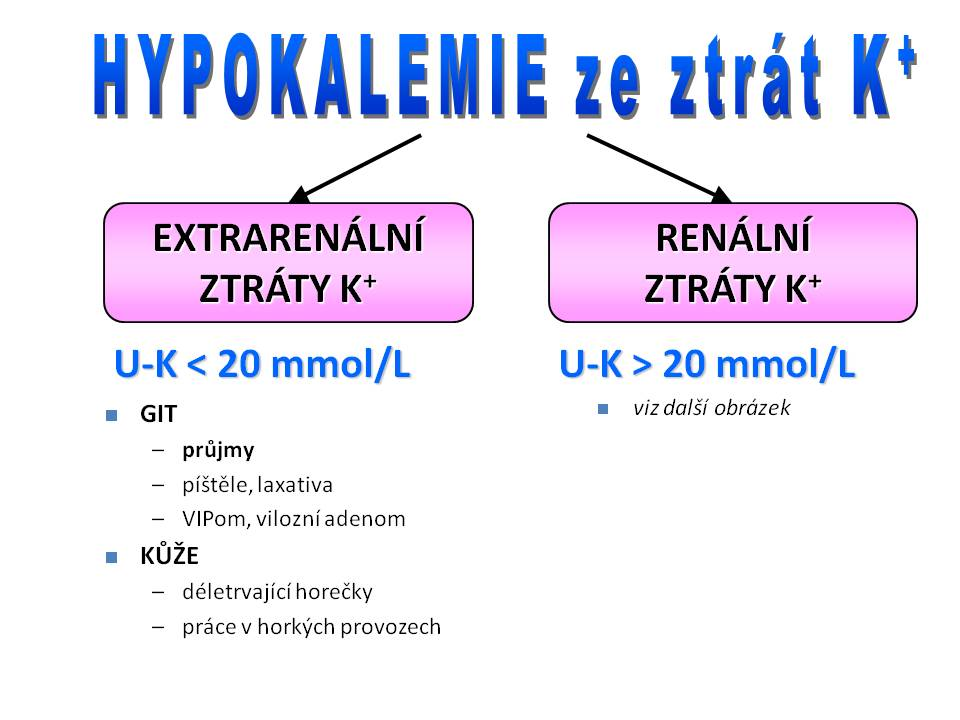 HYPOKALEMIE ze ztrát K⁺
EXTRARENÁLNÍ
ZTRÁTY K⁺
U-K < 20 mmol/L
■ GIT
– průjmy
– píštěle, laxativa
– VIPom, vilozní adenom
■ KŮŽE
– déletrvající horečky
– práce v horkých provozech
RENÁLNÍ
ZTRÁTY K⁺
U-K > 20 mmol/L
■ viz další obrázek